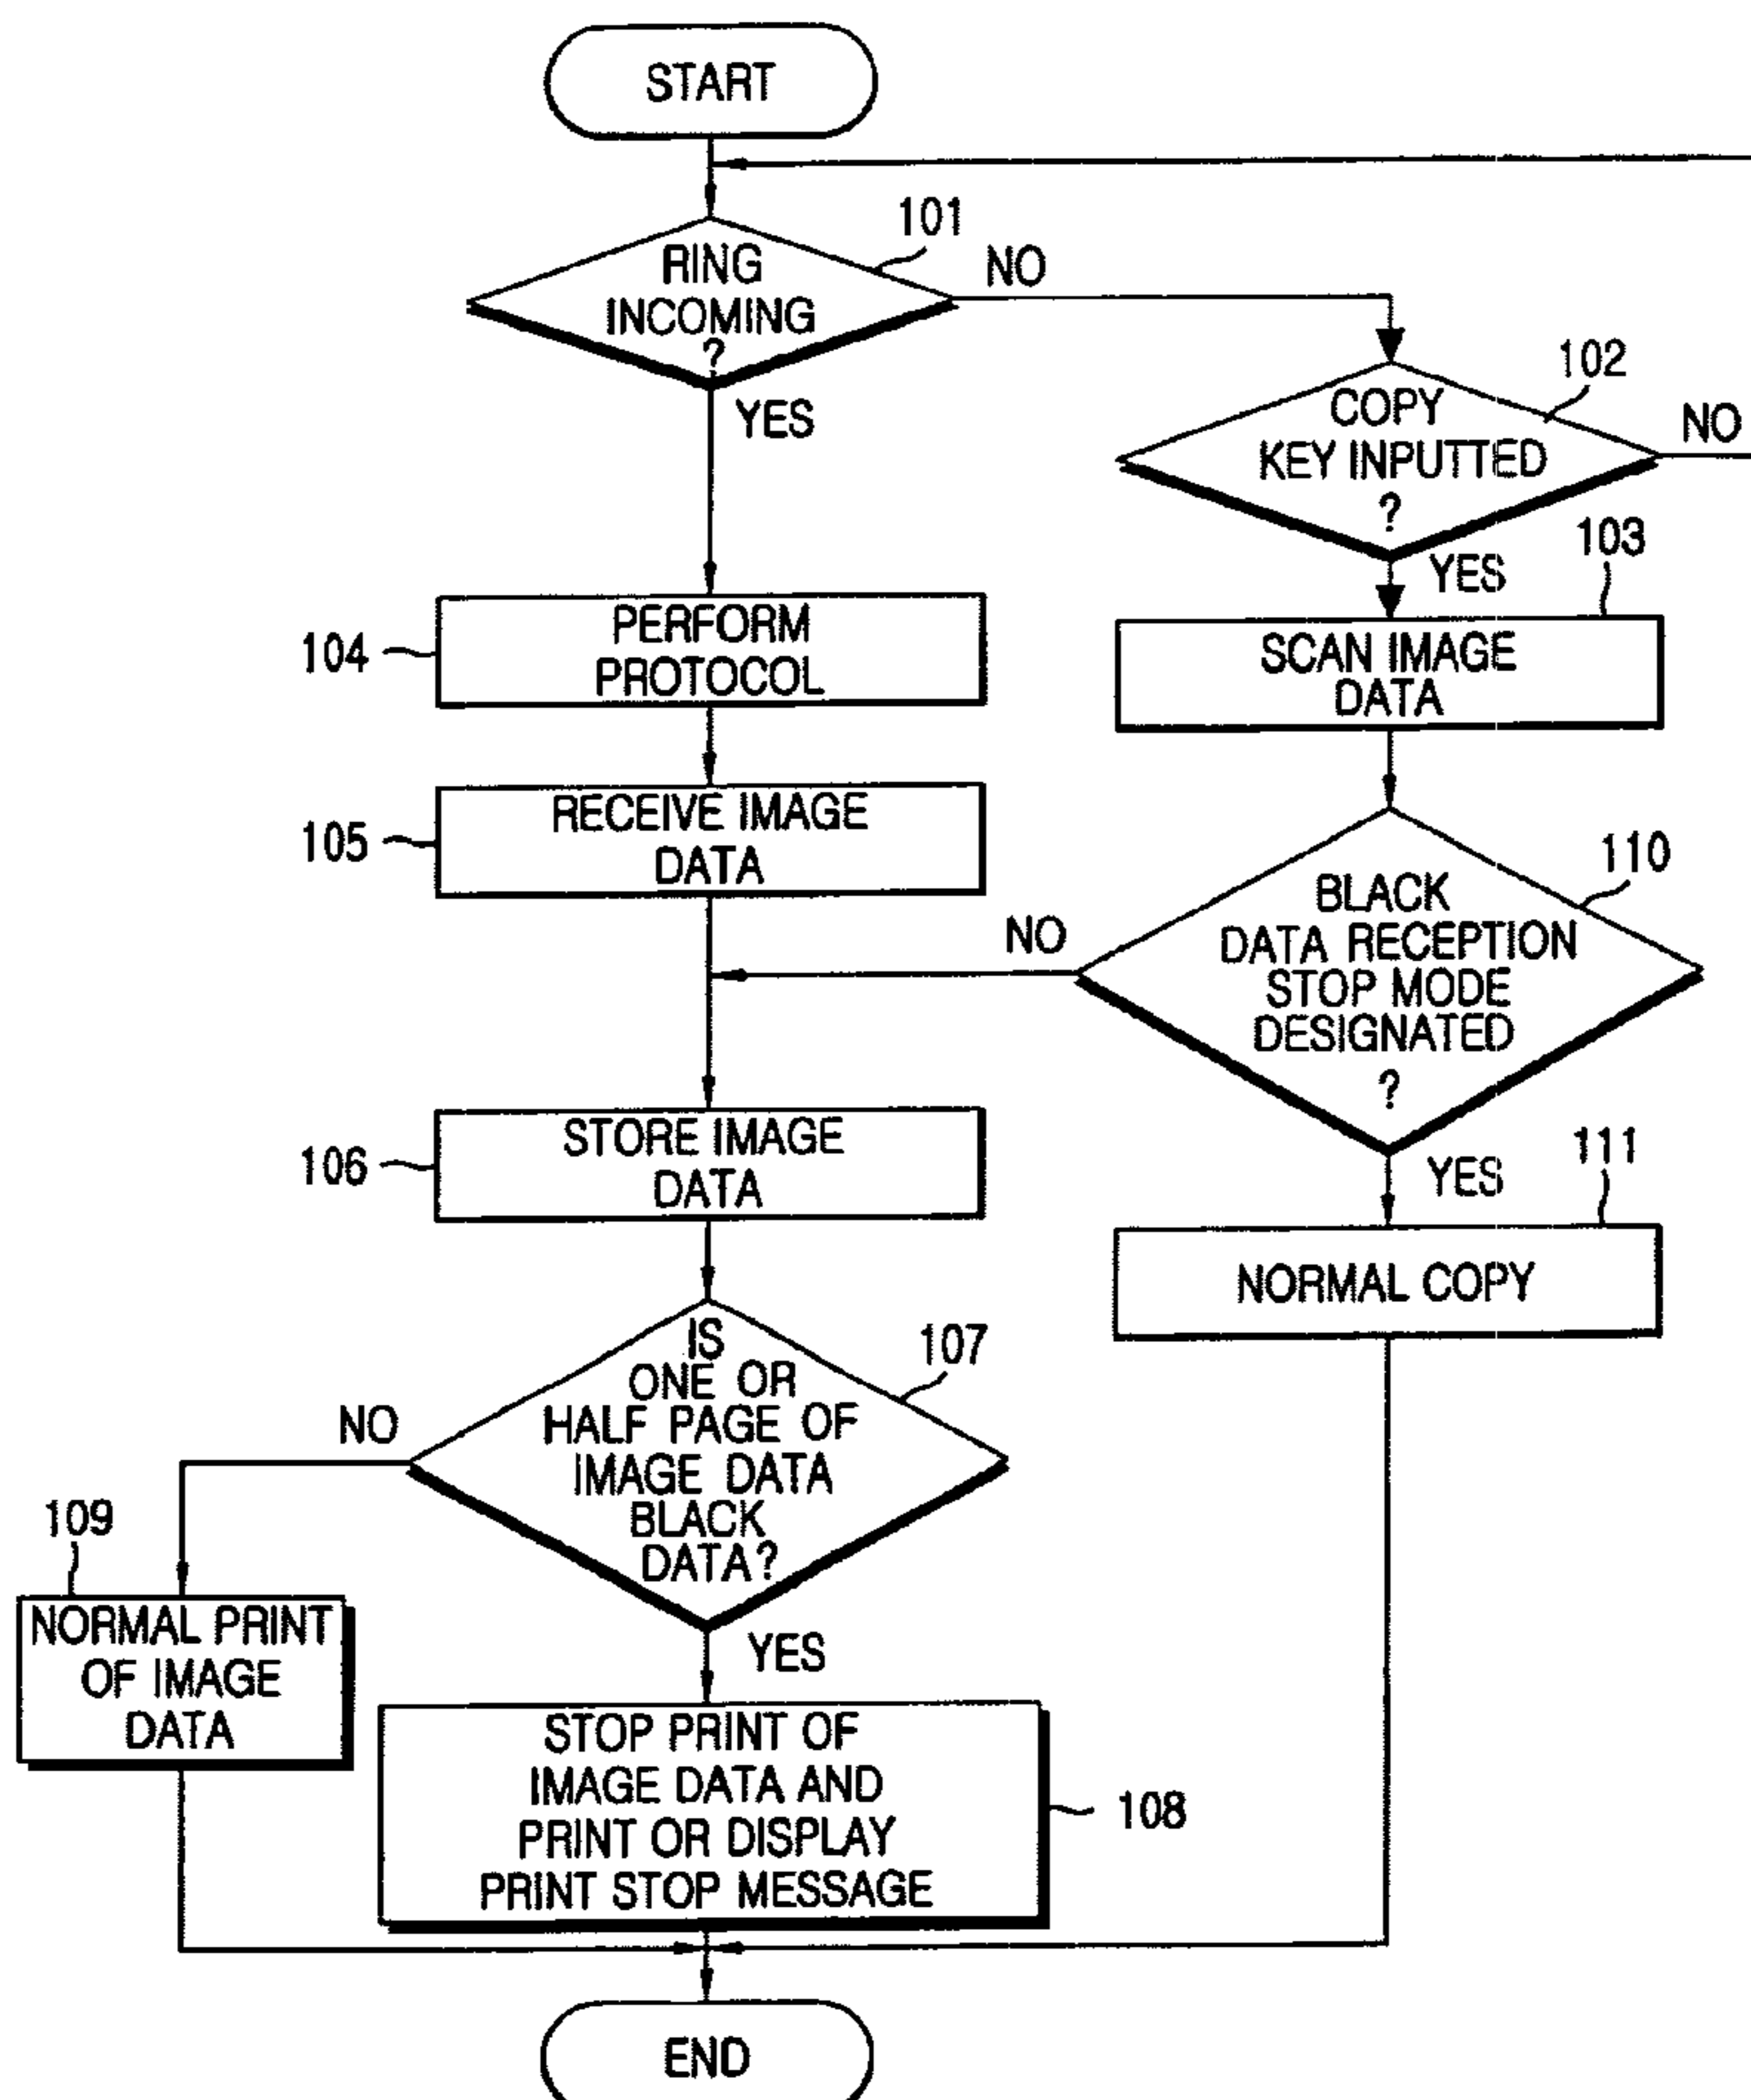 START
101
RING
INCOMING
?
NO
YES
102
COPY
KEY INPUTTED
?
NO
YES
103
SCAN IMAGE
DATA
104
PERFORM
PROTOCOL
105
RECEIVE IMAGE
DATA
110
BLACK
DATA RECEPTION
STOP MODE
DESIGNATED
?
NO
YES
106
STORE IMAGE
DATA
111
NORMAL COPY
107
IS
ONE OR
HALF PAGE OF
IMAGE DATA
BLACK
DATA?
NO
YES
109
NORMAL PRINT
OF IMAGE
DATA
STOP PRINT OF
IMAGE DATA AND
PRINT OR DISPLAY
PRINT STOP MESSAGE
108
END